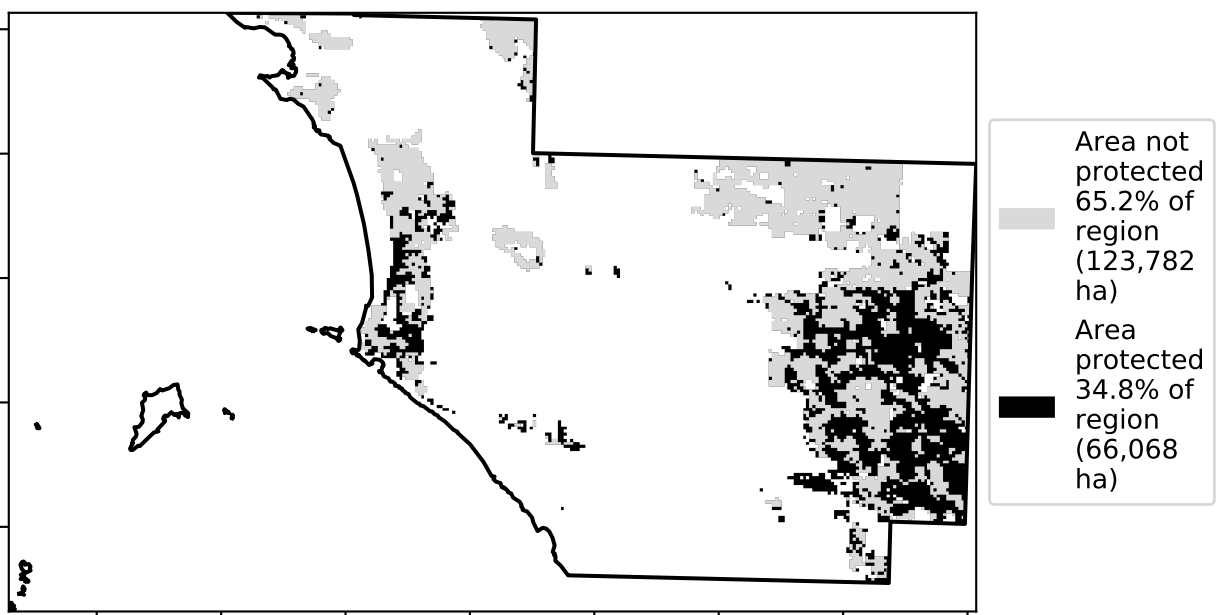 Area not
protected
65.2% of
region
(123,782
ha)
Area
protected
34.8% of
region
(66,068
ha)